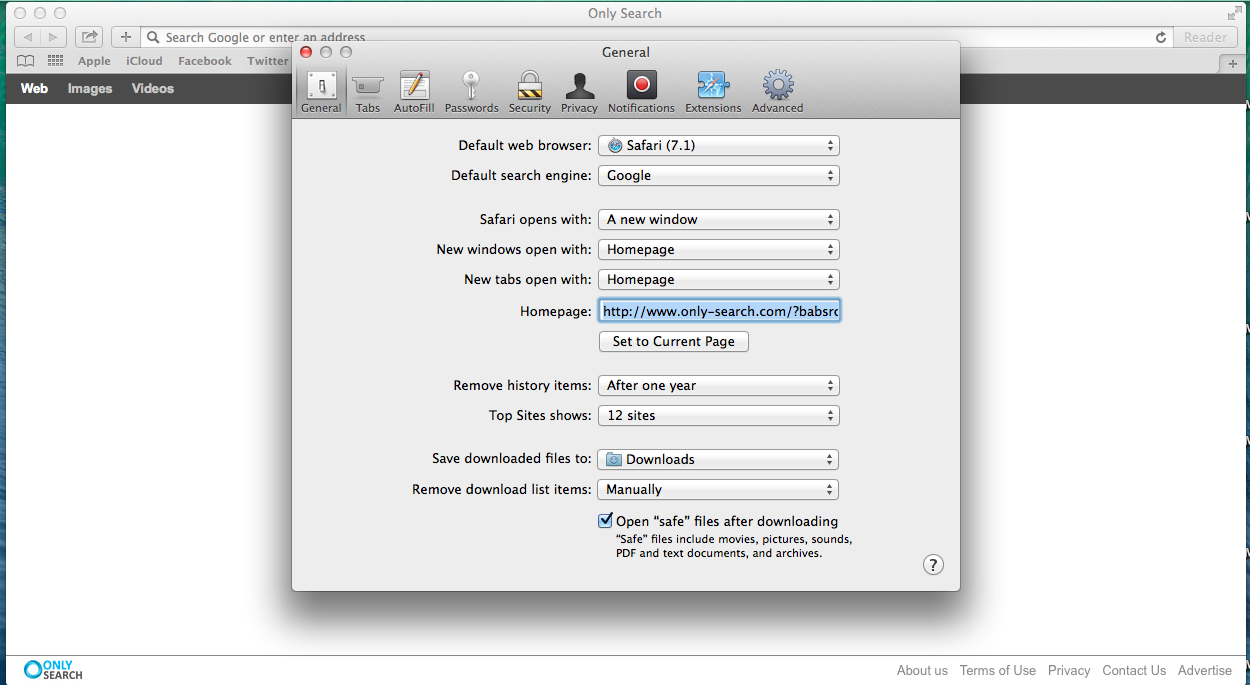 Only Search
Search Google or enter an address
Reader
Apple iCloud Facebook Twitter
Web Images Videos
General
General Tabs AutoFill Passwords Security Privacy Notifications Extensions Advanced
Default web browser: Safari (7.1)
Default search engine: Google
Safari opens with: A new window
New windows open with: Homepage
New tabs open with: Homepage
Homepage: http://www.only-search.com/?babsrc
Set to Current Page
Remove history items: After one year
Top Sites shows: 12 sites
Save downloaded files to: Downloads
Remove download list items: Manually
Open “safe” files after downloading
“Safe” files include movies, pictures, sounds,
PDF and text documents, and archives.
?
ONLY
SEARCH
About us Terms of Use Privacy Contact Us Advertise